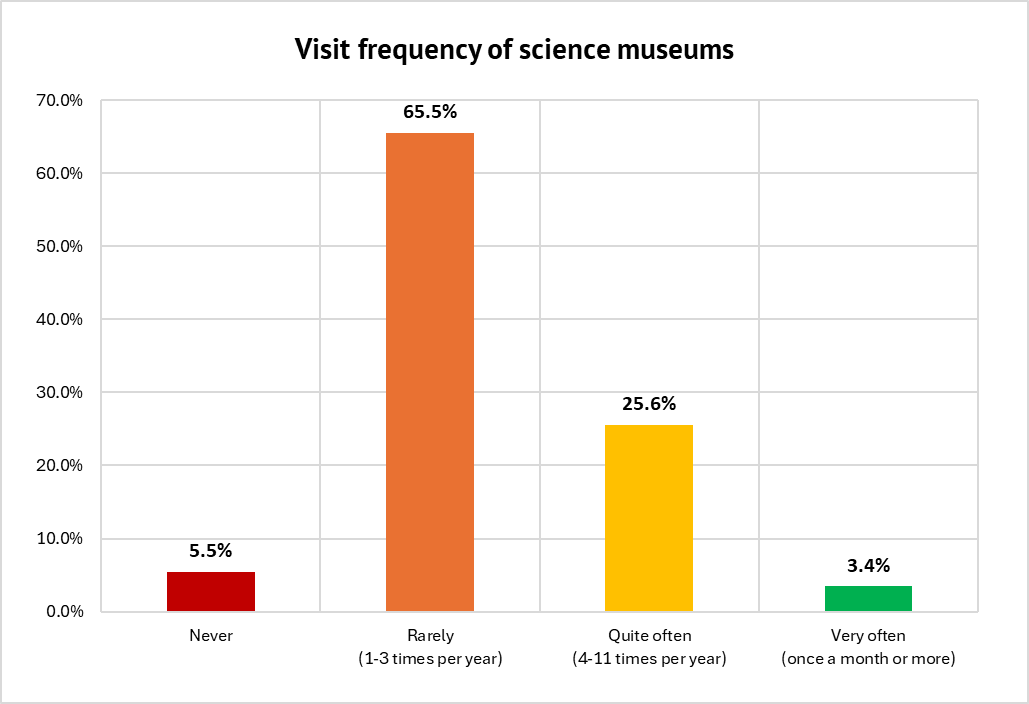 Visit frequency of science museums
70.0%
60.0%
50.0%
40.0%
30.0%
20.0%
10.0%
0.0%
5.5%
65.5%
25.6%
3.4%
Never
Rarely
(1-3 times per year)
Quite often
(4-11 times per year)
Very often
(once a month or more)